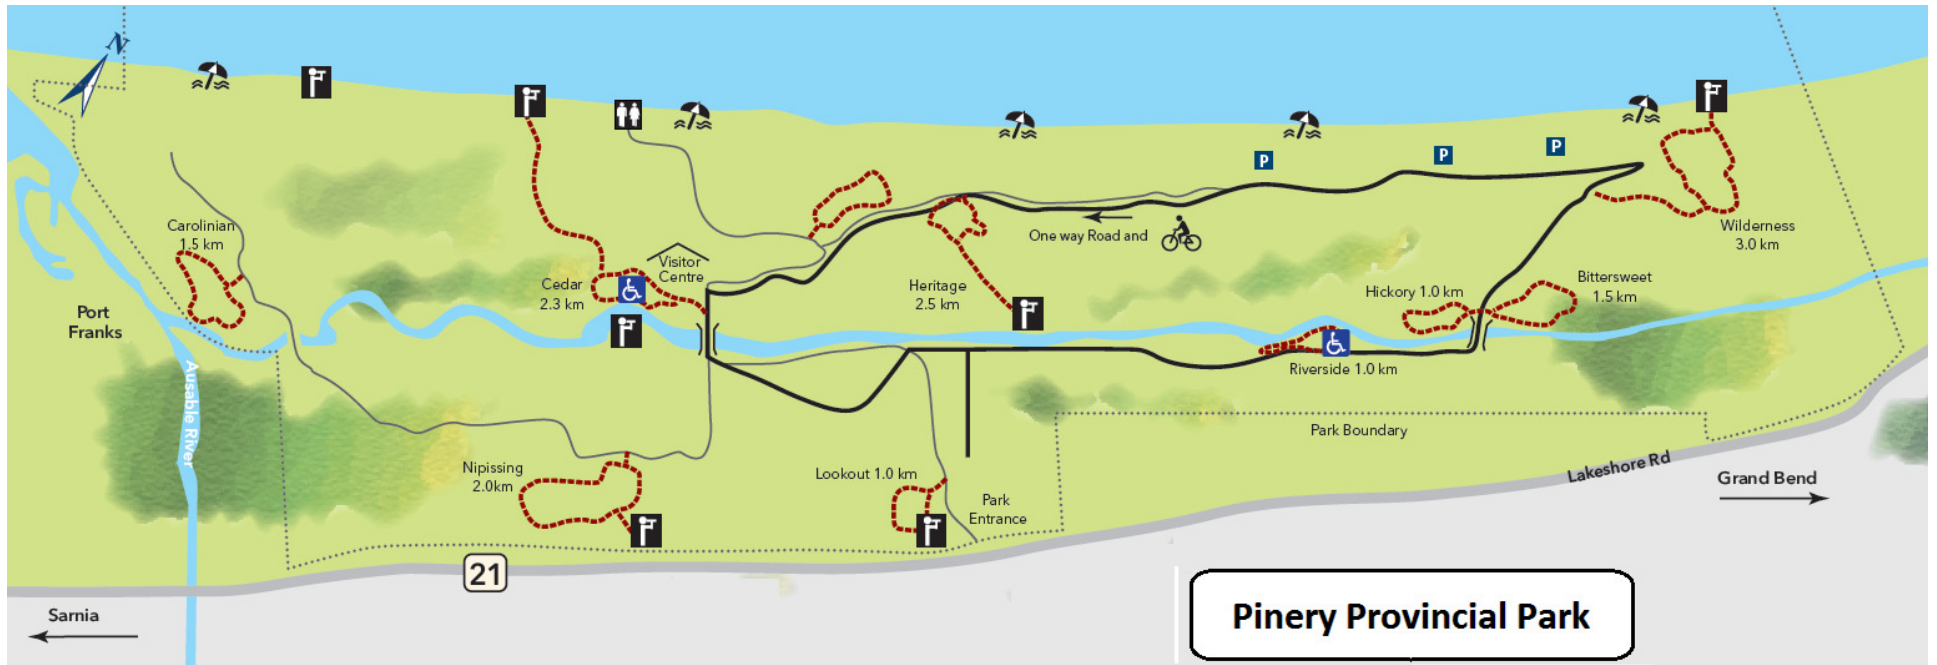 N
Carolinian
1.5 km
Port
Franks
Ausable River
Cedar
2.3 km
Visitor
Centre
Heritage
2.5 km
One way Road and
P
P
P
Hickory 1.0 km
Bittersweet
1.5 km
Wilderness
3.0 km
Riverside 1.0 km
Park Boundary
Nipissing
2.0km
Lookout 1.0 km
Park
Entrance
Lakeshore Rd
Grand Bend
21
Sarnia
Pinery Provincial Park